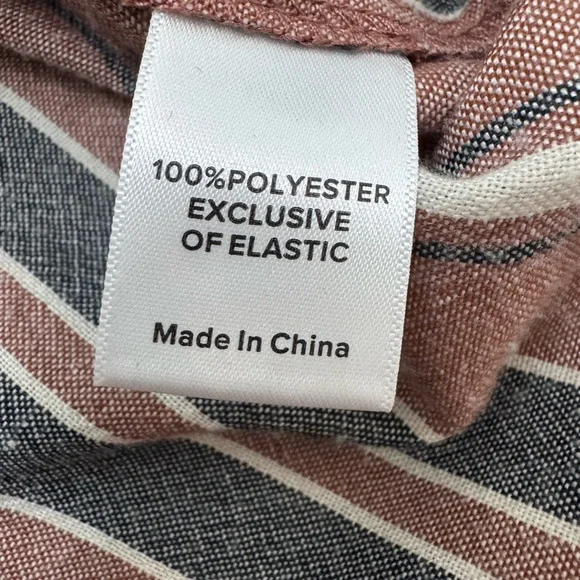 100%POLYESTER
EXCLUSIVE
OF ELASTIC
Made In China